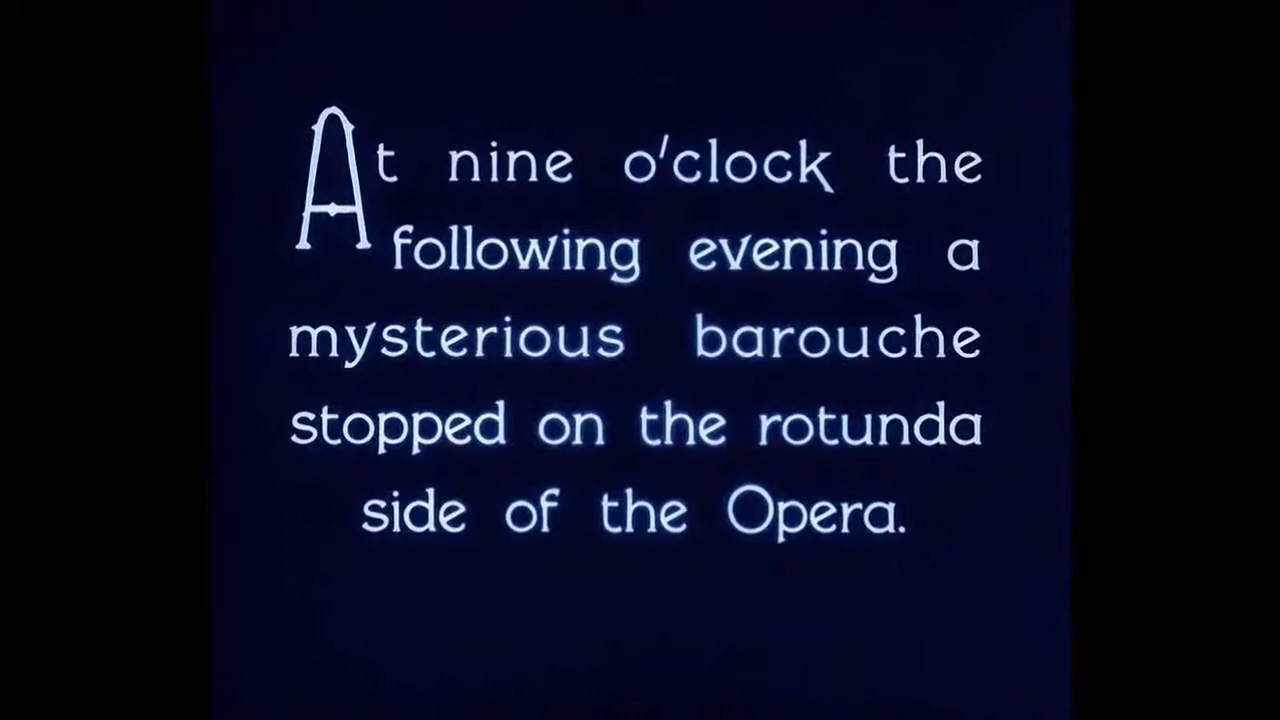 At nine o'clock the
following evening a
mysterious barouche
stopped on the rotunda
side of the Opera.